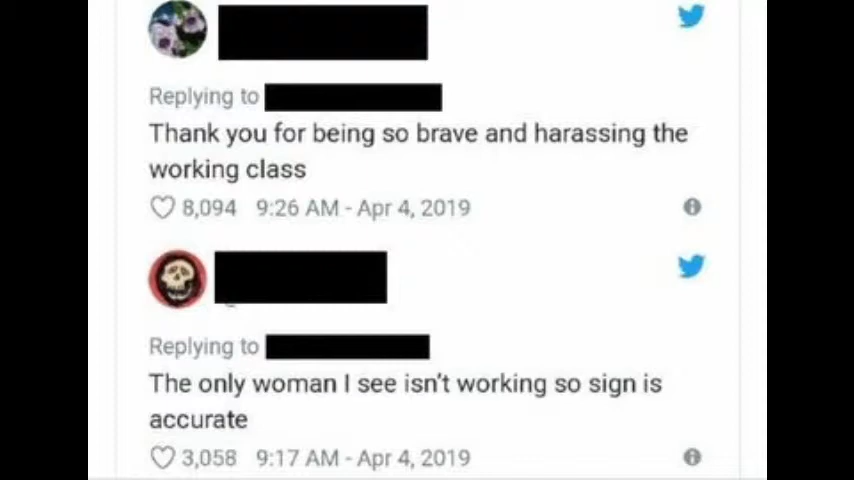 Replying to
Thank you for being so brave and harassing the
working class
8,094 9:26 AM - Apr 4, 2019
Replying to
The only woman I see isn't working so sign is
accurate
3,058 9:17 AM - Apr 4, 2019